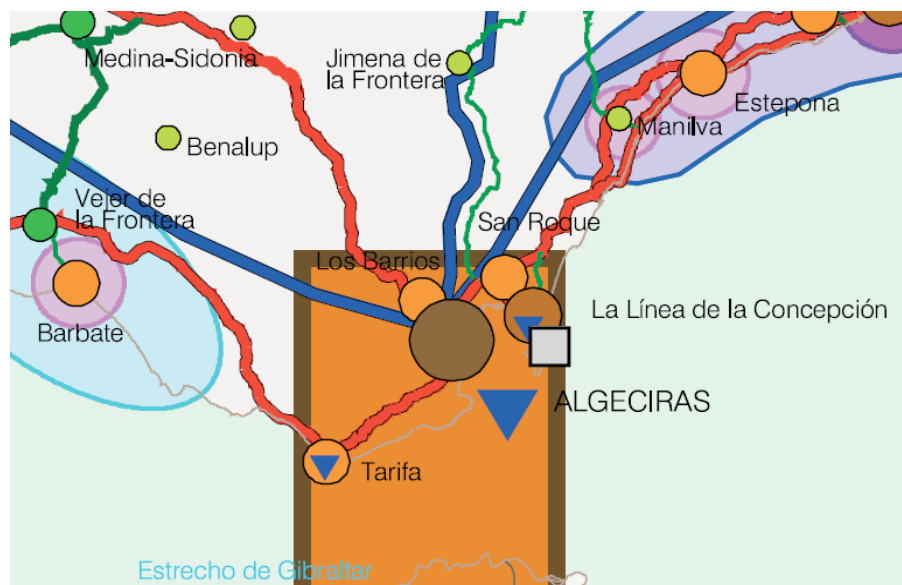 Medina-Sidonia
Jimena de
la Frontera
Estepona
Manilva
Benalup
Vejer de
la Frontera
San Roque
Los Barrios
La Línea de la Concepción
Barbate
ALGECIRAS
Tarifa
Estrecho de Gibraltar